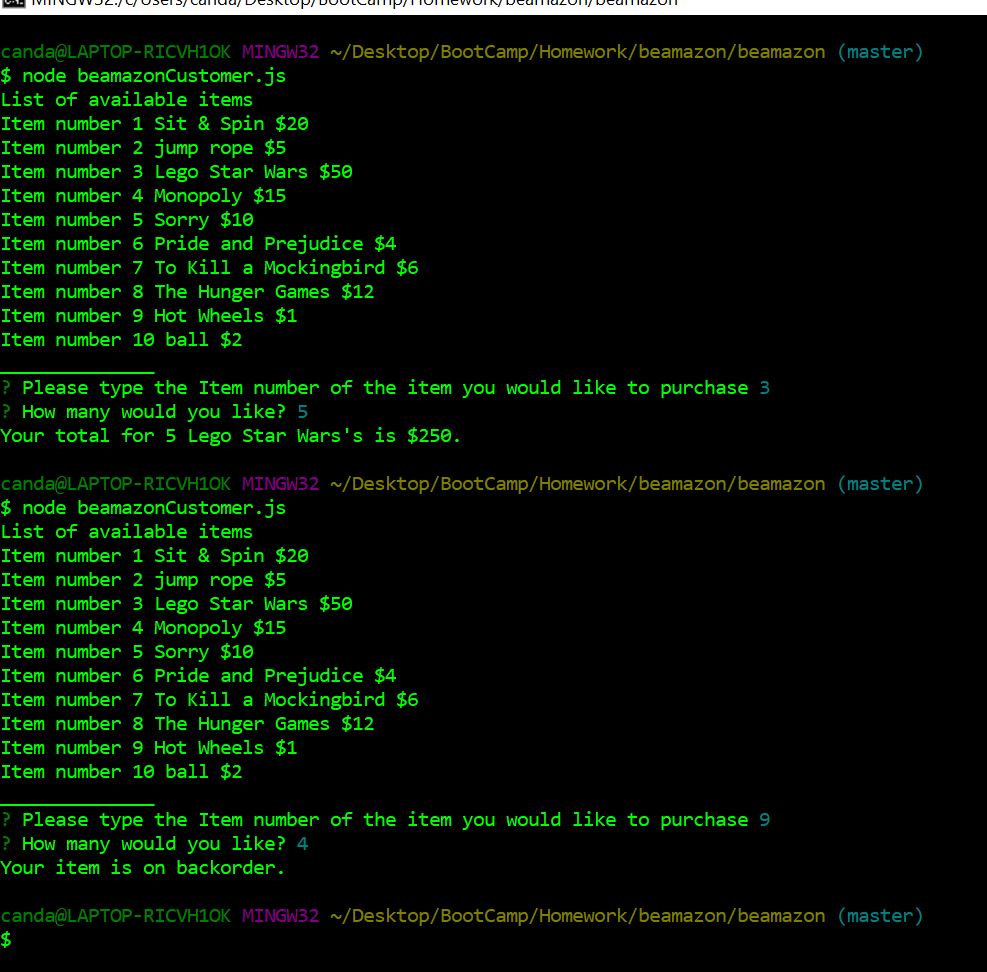 MINGW32:/c/Users/canda/Desktop/BootCamp/Homework/beamazon/beamazon
canda@LAPTOP-RICVH1OK MINGW32 ~/Desktop/BootCamp/Homework/beamazon/beamazon (master)
$ node beamazonCustomer.js
List of available items
Item number 1 Sit & Spin $20
Item number 2 jump rope $5
Item number 3 Lego Star Wars $50
Item number 4 Monopoly $15
Item number 5 Sorry $10
Item number 6 Pride and Prejudice $4
Item number 7 To Kill a Mockingbird $6
Item number 8 The Hunger Games $12
Item number 9 Hot Wheels $1
Item number 10 ball $2
______________
? Please type the Item number of the item you would like to purchase 3
? How many would you like? 5
Your total for 5 Lego Star Wars's is $250.
canda@LAPTOP-RICVH1OK MINGW32 ~/Desktop/BootCamp/Homework/beamazon/beamazon (master)
$ node beamazonCustomer.js
List of available items
Item number 1 Sit & Spin $20
Item number 2 jump rope $5
Item number 3 Lego Star Wars $50
Item number 4 Monopoly $15
Item number 5 Sorry $10
Item number 6 Pride and Prejudice $4
Item number 7 To Kill a Mockingbird $6
Item number 8 The Hunger Games $12
Item number 9 Hot Wheels $1
Item number 10 ball $2
______________
? Please type the Item number of the item you would like to purchase 9
? How many would you like? 4
Your item is on backorder.
canda@LAPTOP-RICVH1OK MINGW32 ~/Desktop/BootCamp/Homework/beamazon/beamazon (master)
$